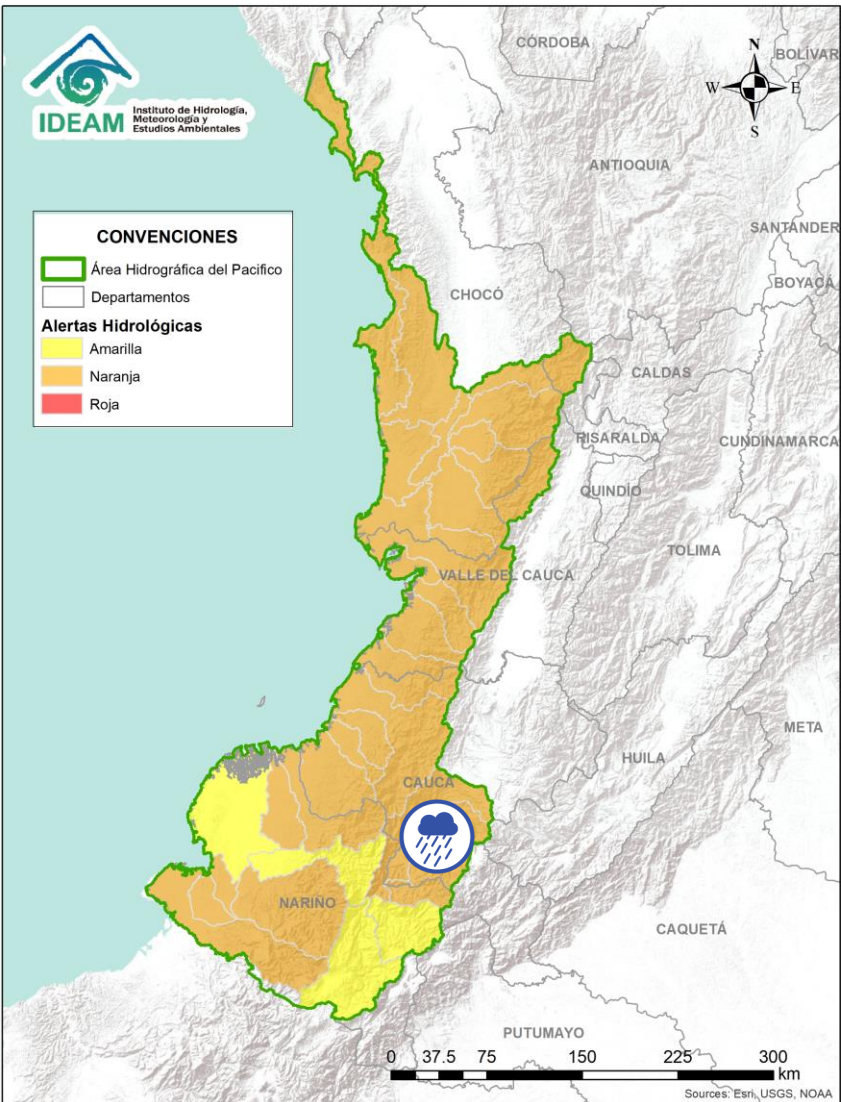 IDEAM
Instituto de Hidrología,
Meteorología y
Estudios Ambientales
CÓRDOBA
BOLÍVAR
N
W
E
S
ANTIOQUIA
SANTANDER
BOYACÁ
CONVENCIONES
Área Hidrográfica del Pacifico
Departamentos
Alertas Hidrológicas
Amarilla
Naranja
Roja
CHOCÓ
CALDAS
RISARALDA
CUNDINAMARCA
QUINDÍO
TOLIMA
VALLE DEL CAUCA
META
HUILA
CAUCA
NARIÑO
CAQUETÁ
PUTUMAYO
0 37.5 75 150 225 300
km
Sources: Esri, USGS, NOAA